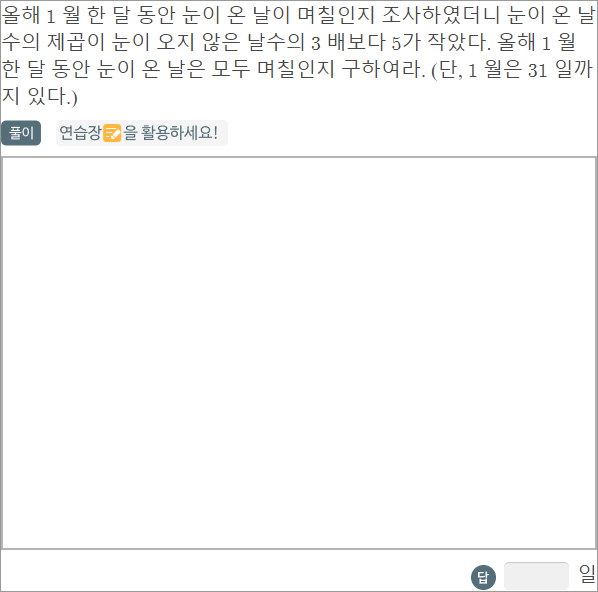 올해 1 월 한 달 동안 눈이 온 날이 며칠인지 조사하였더니 눈이 온 날
수의 제곱이 눈이 오지 않은 날수의 3 배보다 5가 작았다. 올해 1 월
한 달 동안 눈이 온 날은 모두 며칠인지 구하여라. (단, 1 월은 31 일까
지 있다.)
풀이 연습장을 활용하세요!
답 일